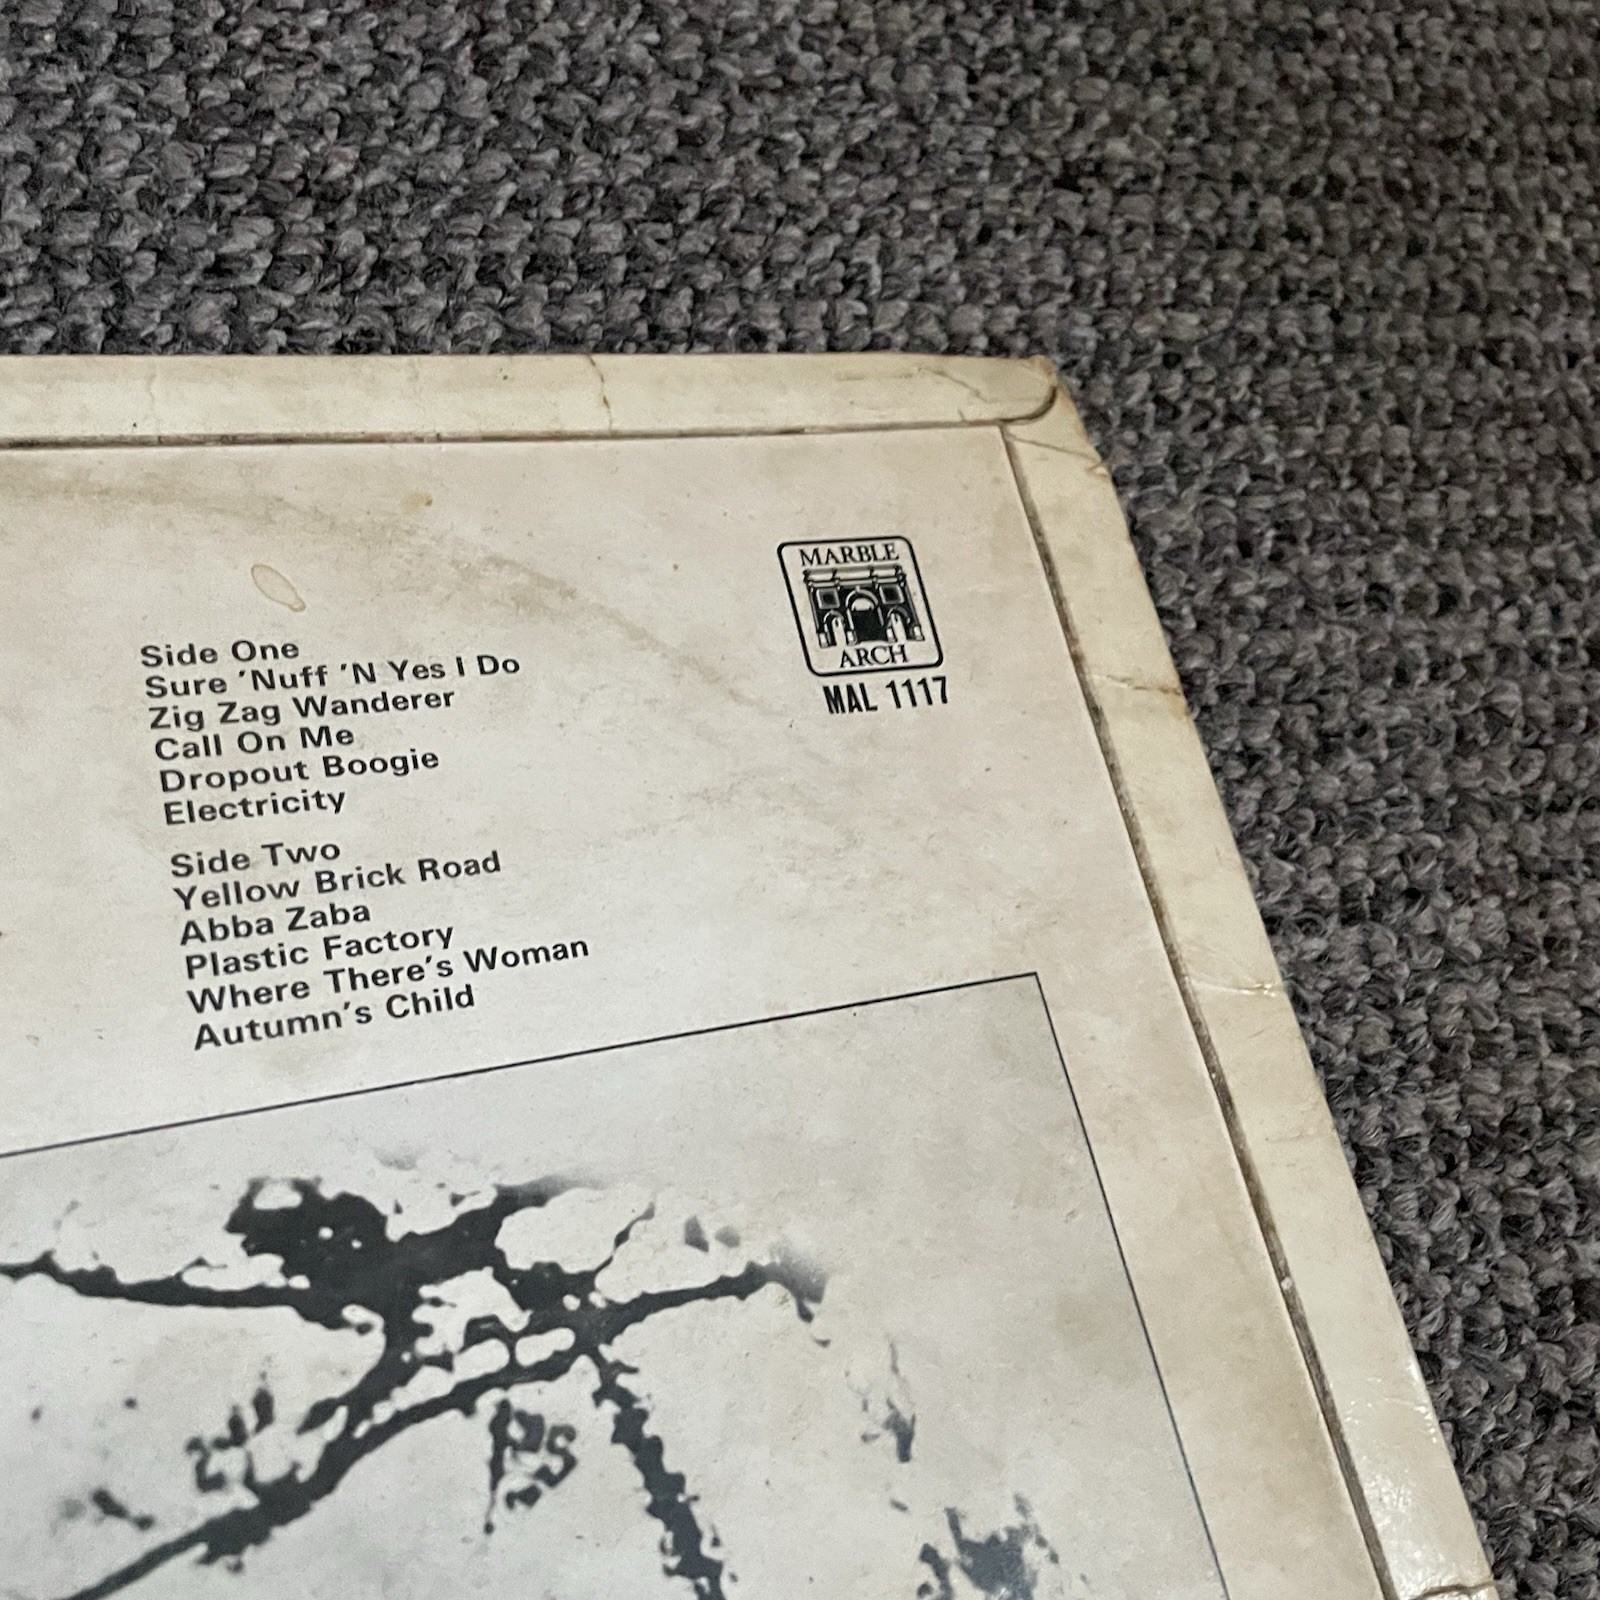 MARBLE
ARCH
MAL 1117
Side One
Sure 'Nuff 'N Yes I Do
Zig Zag Wanderer
Call On Me
Dropout Boogie
Electricity
Side Two
Yellow Brick Road
Abba Zaba
Plastic Factory
Where There's Woman
Autumn's Child